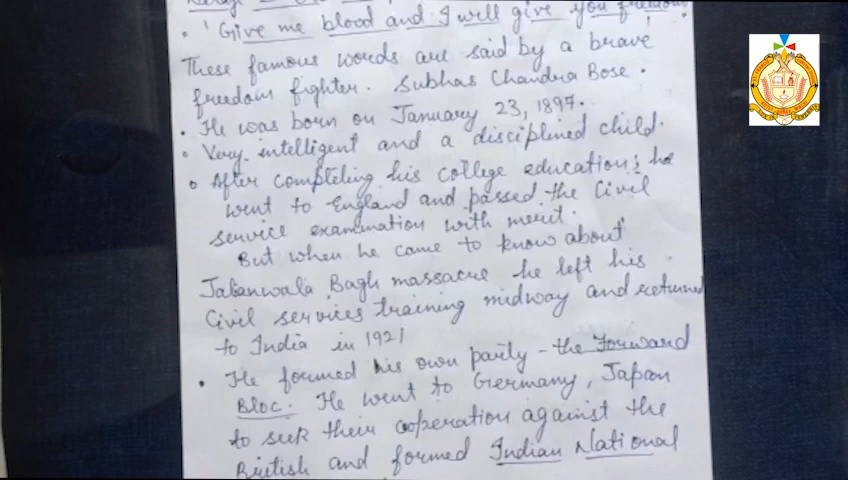 • 'Give me blood and I will give you freedom'.
These famous words are said by a brave
freedom fighter. Subhas Chandra Bose.
• He was born on January 23, 1897.
• Very intelligent and a disciplined child.
• After completing his college education; he
went to England and passed the Civil
service examination with merit.
But when he came to know about
Jalianwala Bagh massacre he left his
Civil services training midway and returned
to India in 1921
• He formed his own party - the Forward
Bloc. He went to Germany, Japan
to seek their cooperation against the
British and formed Indian National